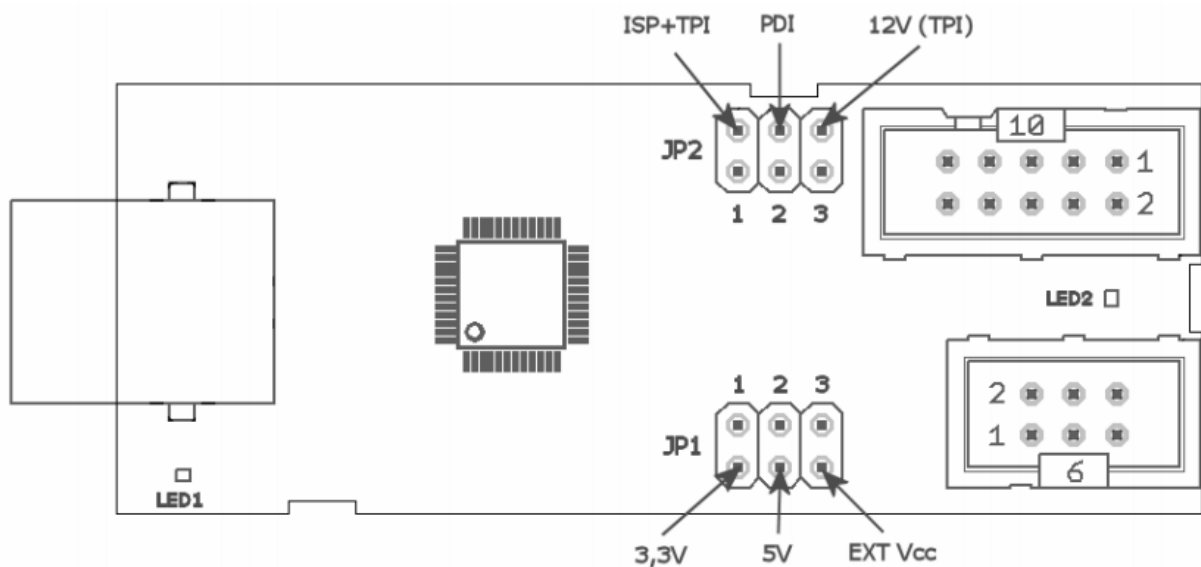 ISP+TPI PDI 12V (TPI)
10
JP2
1
2
1 2 3
LED2
1 2 3
JP1
2
1
6
LED1
3,3V 5V EXT Vcc